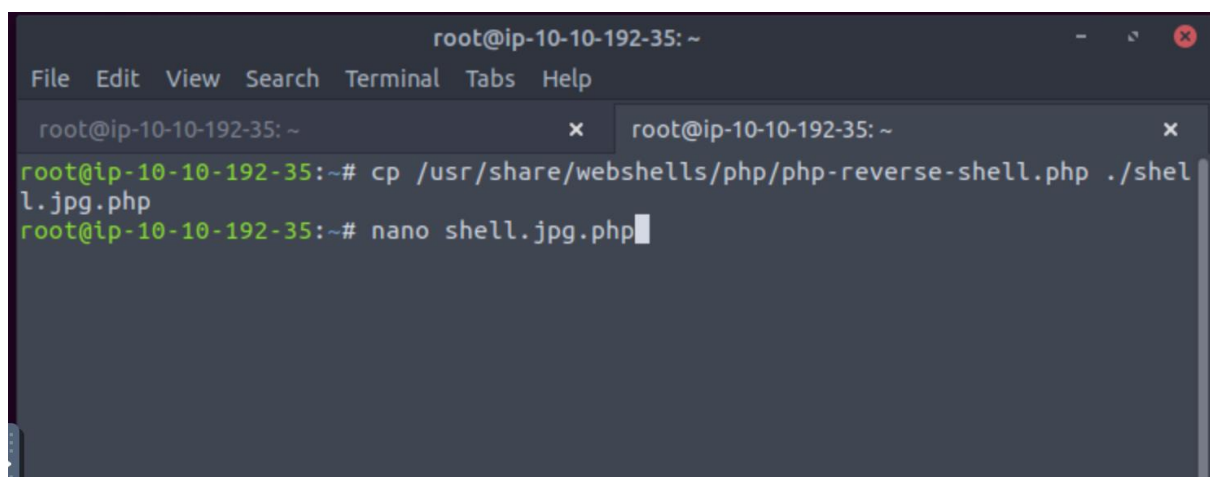 root@ip-10-10-192-35: ~
File Edit View Search Terminal Tabs Help
root@ip-10-10-192-35: ~ × root@ip-10-10-192-35: ~ ×
root@ip-10-10-192-35:~# cp /usr/share/webshells/php/php-reverse-shell.php ./shel
l.jpg.php
root@ip-10-10-192-35:~# nano shell.jpg.php